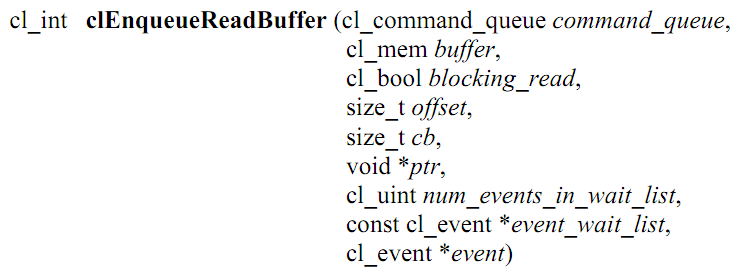 cl_int clEnqueueReadBuffer (cl_command_queue command_queue,
cl_mem buffer,
cl_bool blocking_read,
size_t offset,
size_t cb,
void *ptr,
cl_uint num_events_in_wait_list,
const cl_event *event_wait_list,
cl_event *event)